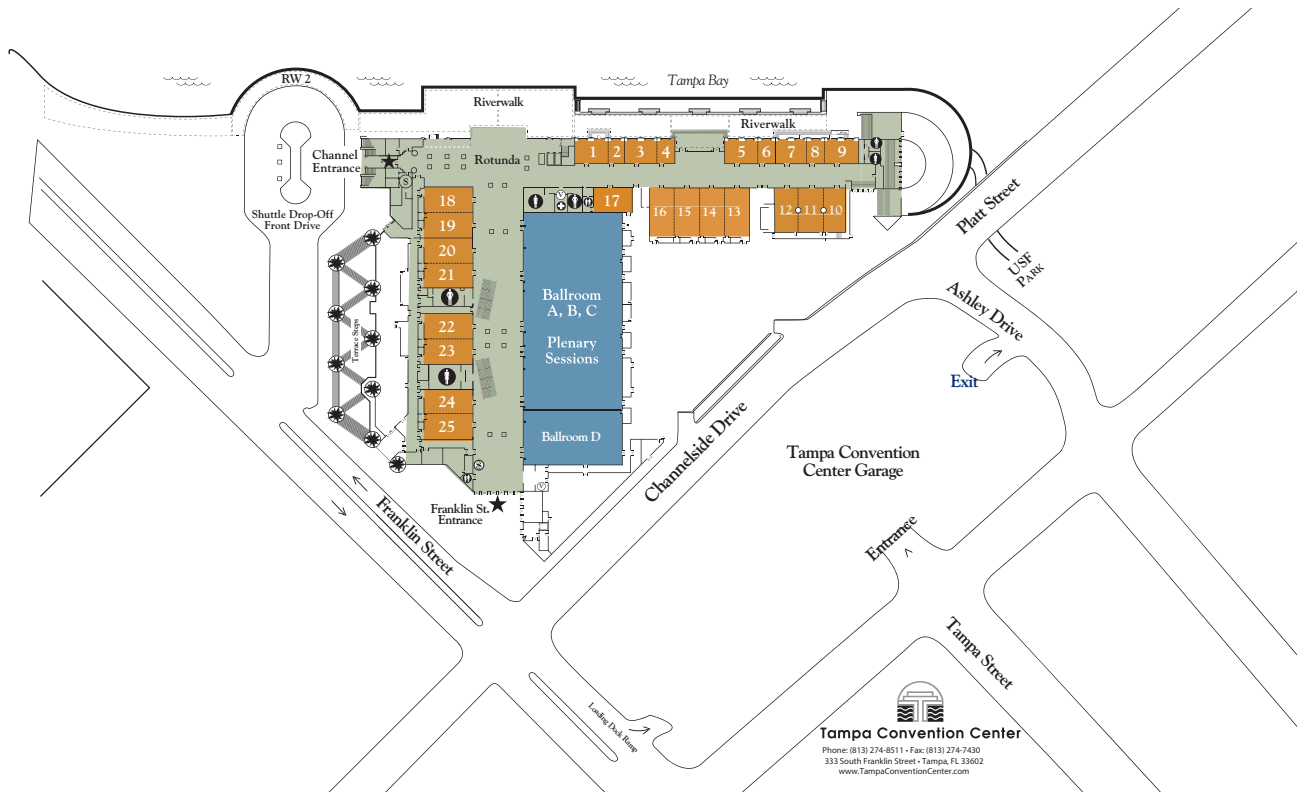 RW 2
Tampa Bay
Riverwalk
Riverwalk
Channel
Entrance
Rotunda
S
1
2
3
4
5
6
7
8
9
18
V
17
16
15
14
13
12
11
10
Shuttle Drop-Off
Front Drive
19
20
21
Platt Street
USF
PARK
Ashley Drive
Ballroom
A, B, C
Plenary
Sessions
Terrace Steps
22
23
Exit
24
25
Ballroom D
Channelside Drive
Tampa Convention
Center Garage
S
V
Franklin St.
Entrance
Franklin Street
Entrance
Tampa Street
Loading Dock Ramp
Tampa Convention Center
Phone: (813) 274-8511 • Fax: (813) 274-7430
333 South Franklin Street • Tampa, FL 33602
www.TampaConventionCenter.com